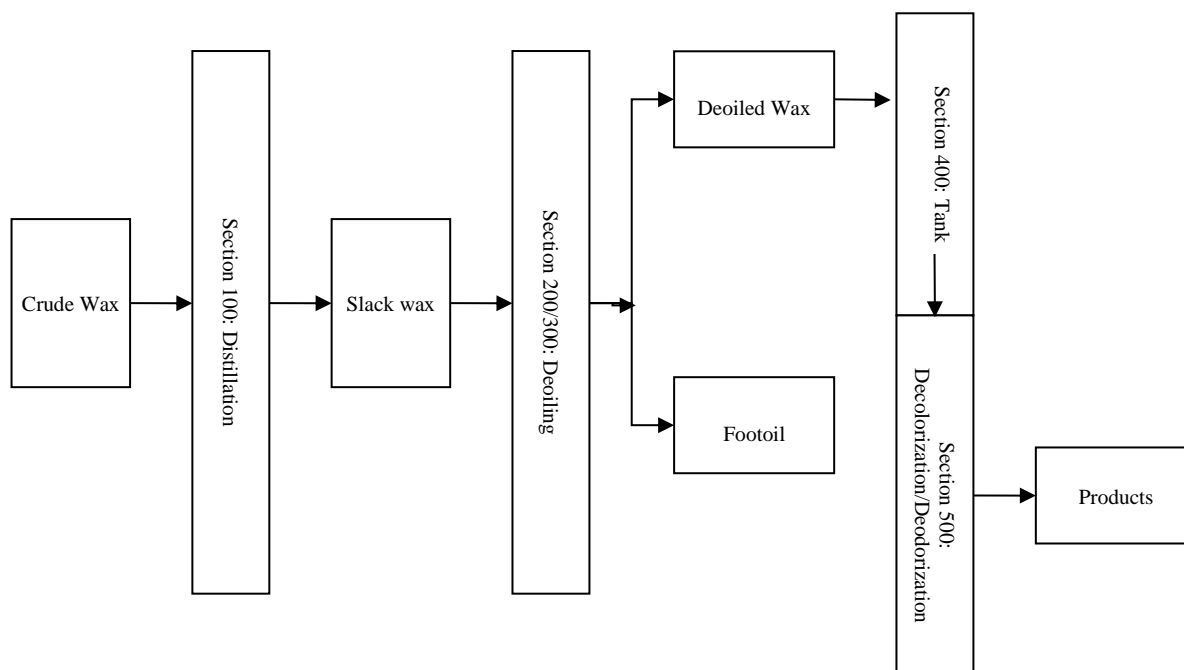 Crude Wax
Section 100: Distillation
Slack wax
Section 200/300: Deoiling
Deoiled Wax
Footoil
Section 400: Tank
Section 500:
Decolorization/Deodorization
Products